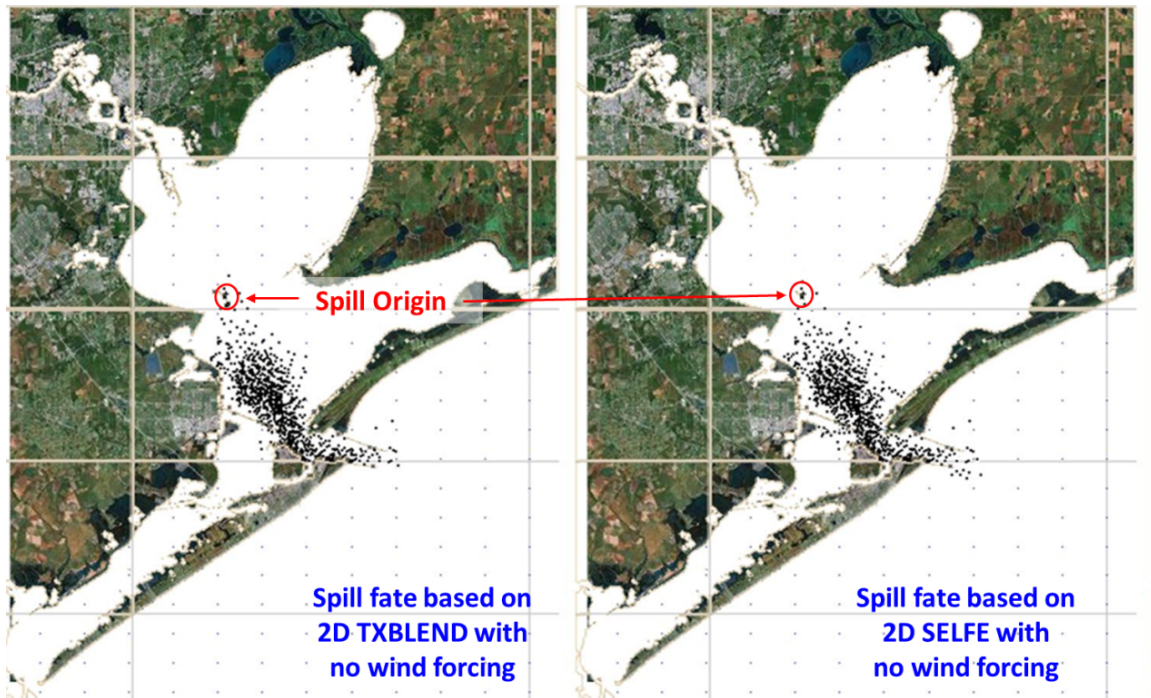 Spill Origin
Spill fate based on
2D TXBLEND with
no wind forcing
Spill fate based on
2D SELFE with
no wind forcing